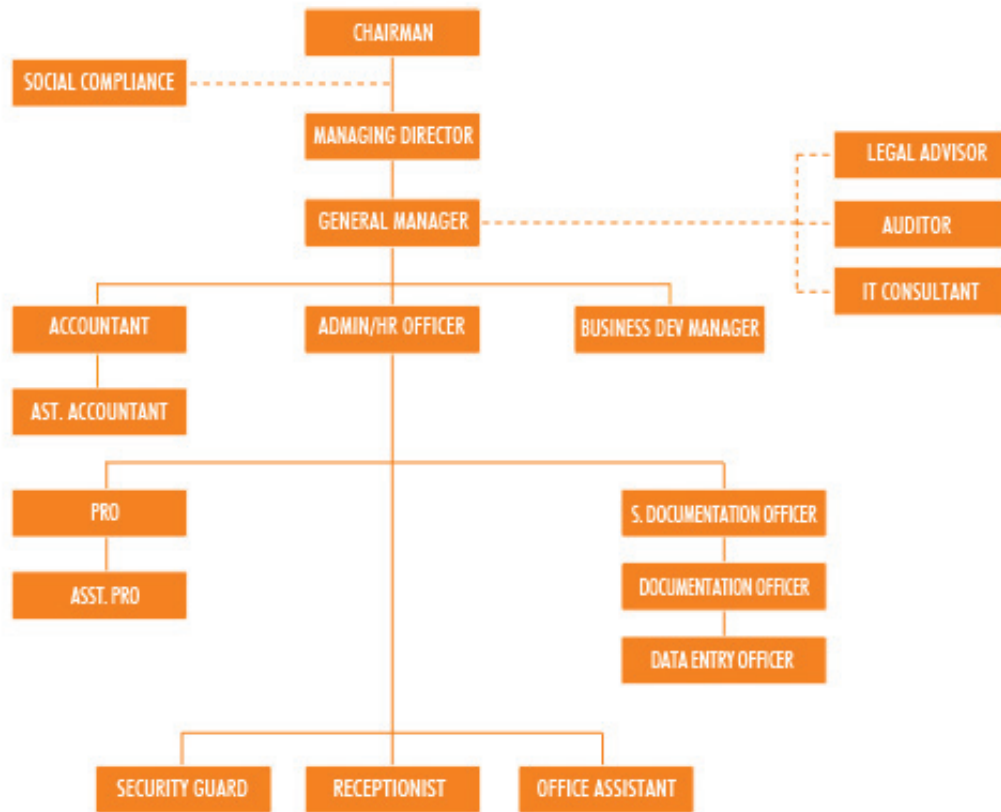 CHAIRMAN
SOCIAL COMPLIANCE
MANAGING DIRECTOR
LEGAL ADVISOR
GENERAL MANAGER
AUDITOR
IT CONSULTANT
ACCOUNTANT
ADMIN/HR OFFICER
BUSINESS DEV MANAGER
AST. ACCOUNTANT
PRO
S. DOCUMENTATION OFFICER
ASST. PRO
DOCUMENTATION OFFICER
DATA ENTRY OFFICER
SECURITY GUARD
RECEPTIONIST
OFFICE ASSISTANT